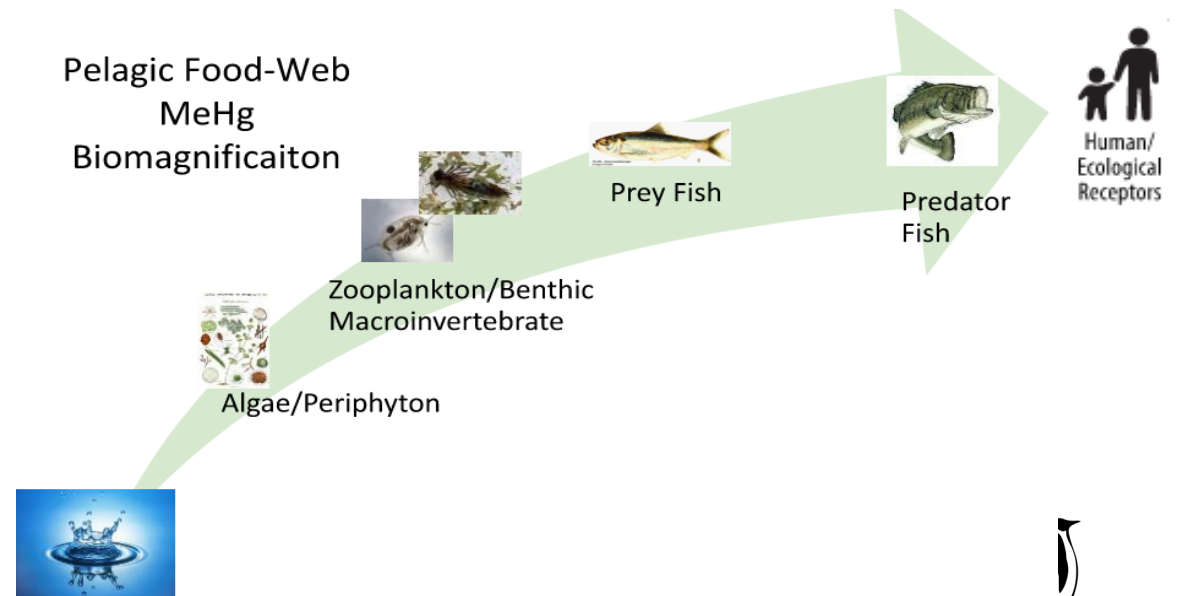 Pelagic Food-Web
MeHg
Biomagnificaiton
Human/
Ecological
Receptors
Prey Fish
Predator
Fish
Zooplankton/Benthic
Macroinvertebrate
Algae/Periphyton